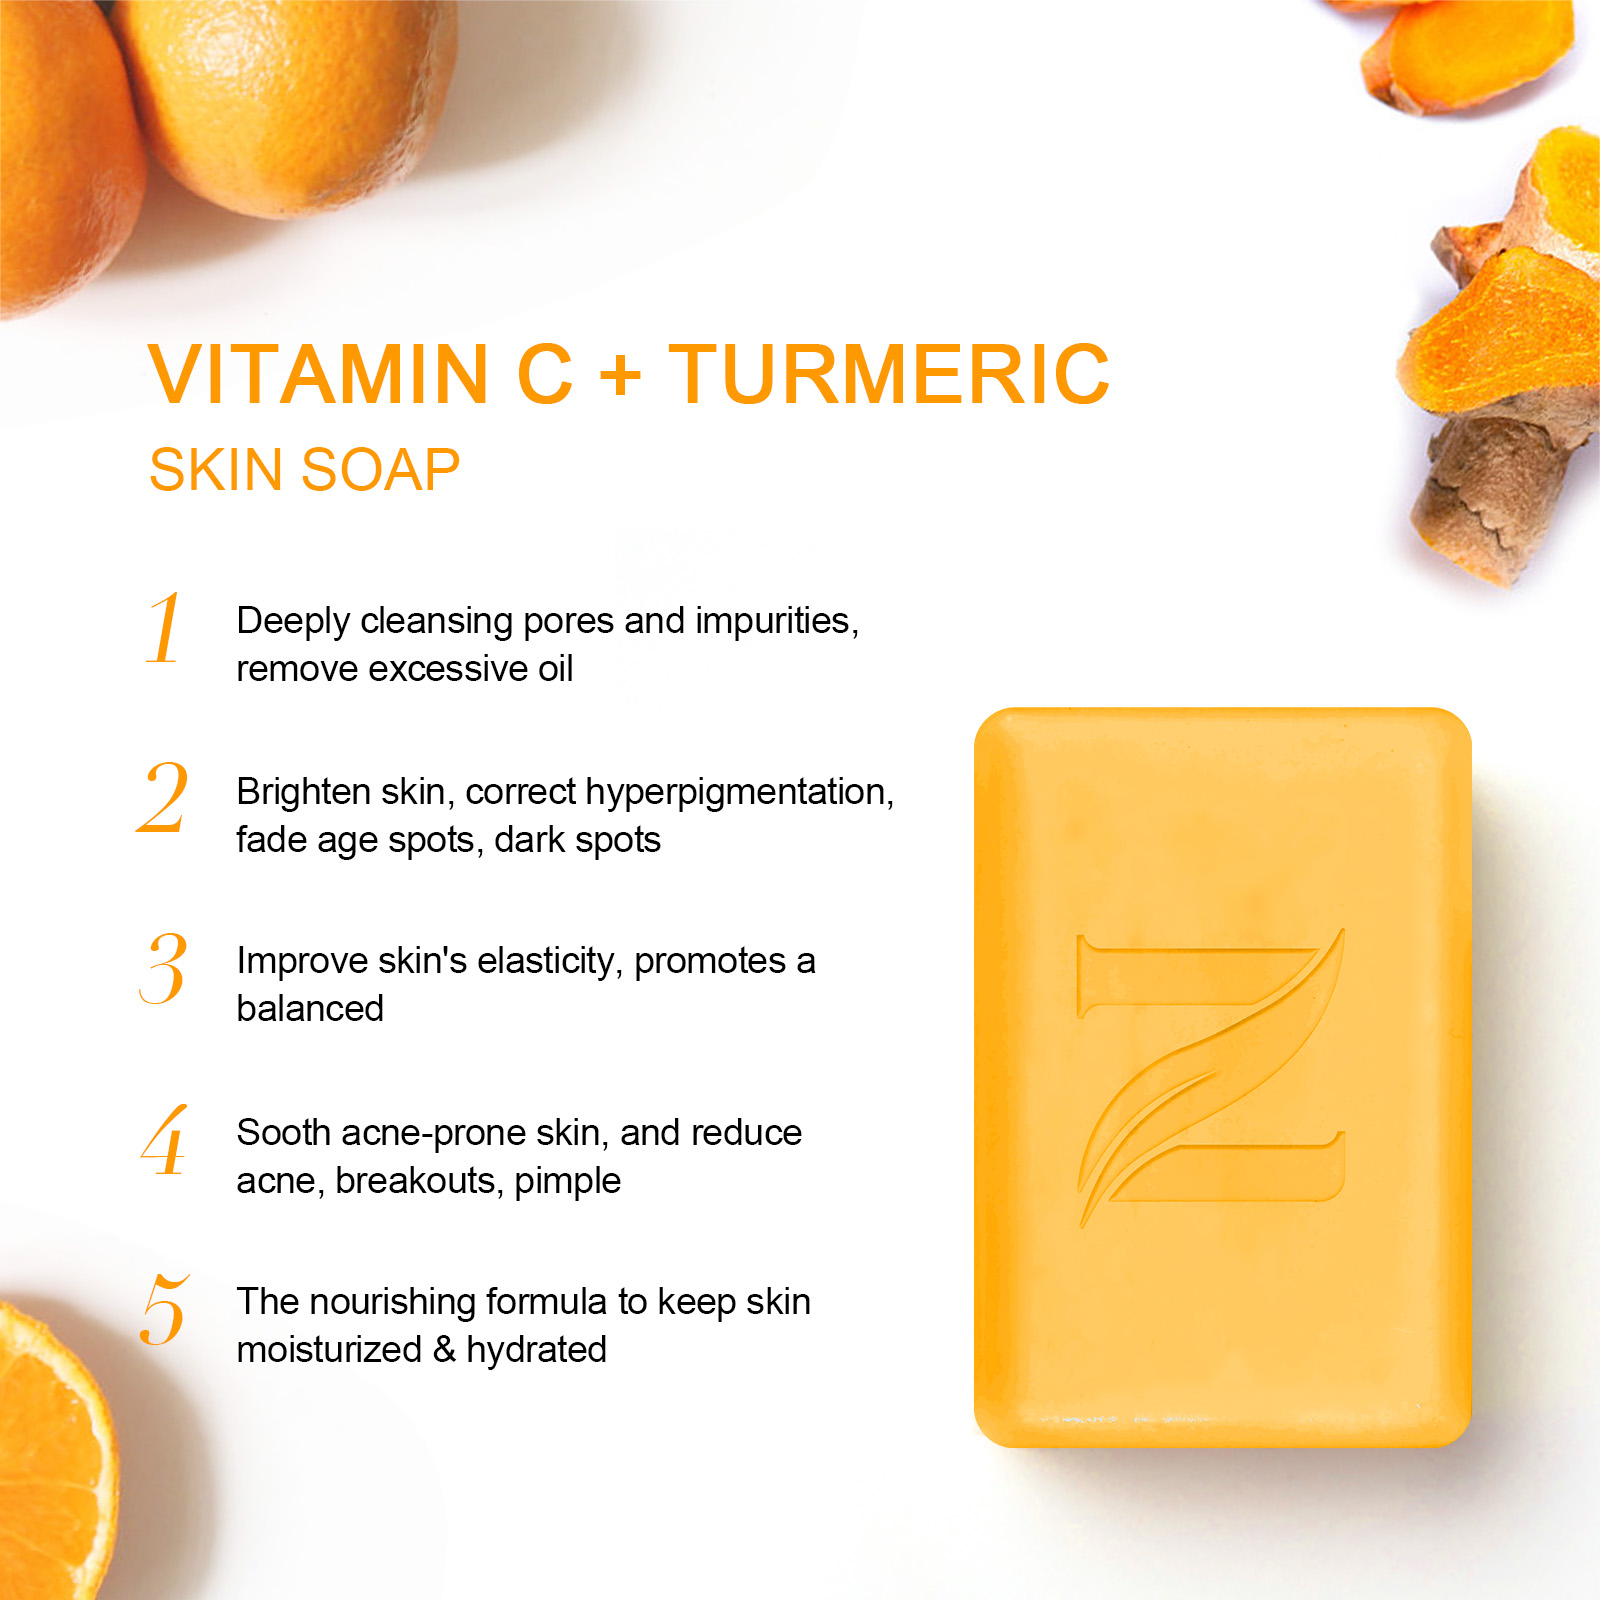 VITAMIN C + TURMERIC
SKIN SOAP
1
Deeply cleansing pores and impurities,
remove excessive oil
2
Brighten skin, correct hyperpigmentation,
fade age spots, dark spots
3
Improve skin's elasticity, promotes a
balanced
4
Sooth acne-prone skin, and reduce
acne, breakouts, pimple
5
The nourishing formula to keep skin
moisturized & hydrated
Z